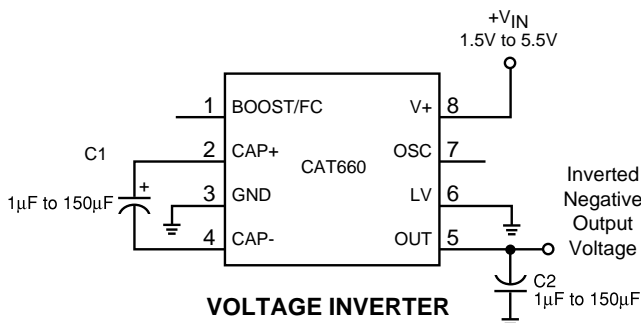 +VIN
1.5V to 5.5V
1 BOOST/FC V+ 8
C1
2 CAP+ OSC 7
CAT660
1µF to 150µF
+
3 GND LV 6
4 CAP- OUT 5
Inverted
Negative
Output
Voltage
C2
1µF to 150µF
VOLTAGE INVERTER